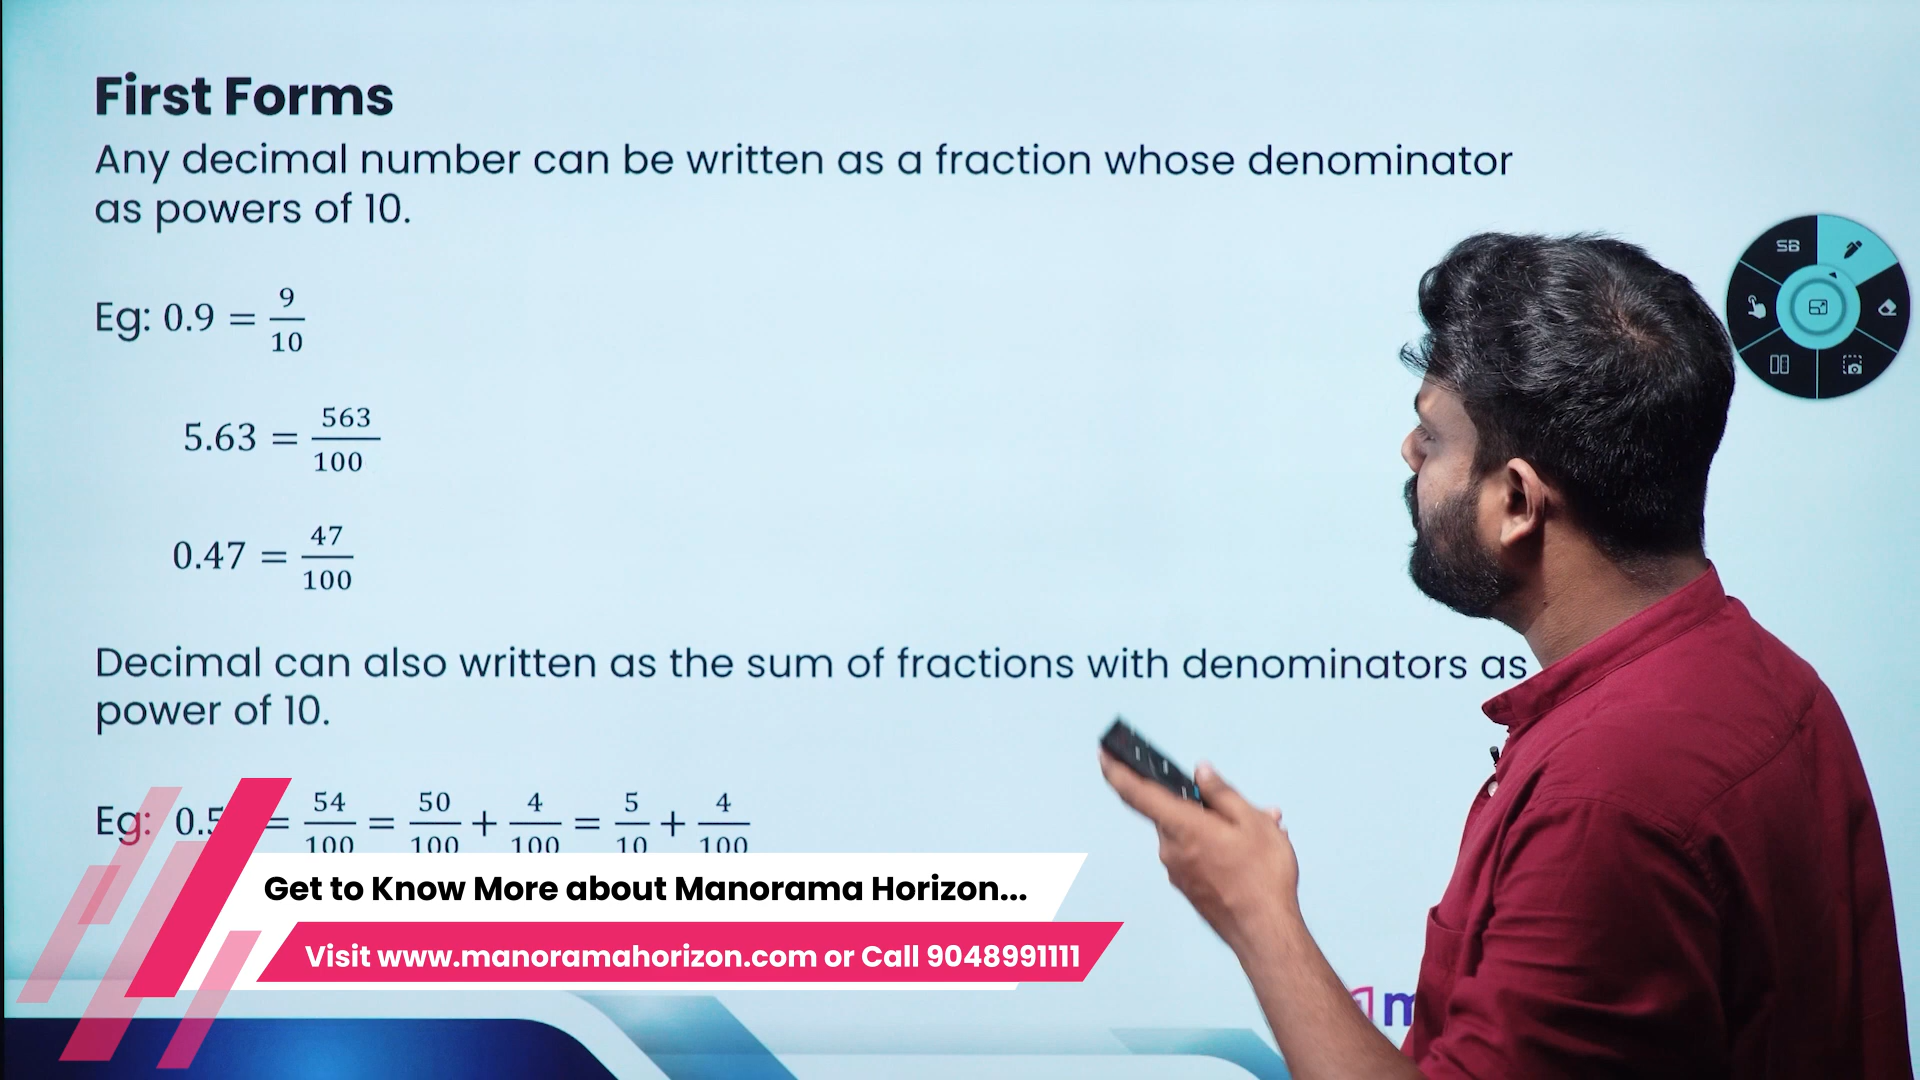 First Forms
Any decimal number can be written as a fraction whose denominator
as powers of 10.
SB
Eg: 0.9 = 9/10
5.63 = 563/100
0.47 = 47/100
Decimal can also written as the sum of fractions with denominators as
power of 10.
Eg: 0.5 = 54/100 = 50/100 + 4/100 = 5/10 + 4/100
Get to Know More about Manorama Horizon...
Visit www.manoramahorizon.com or Call 9048991111